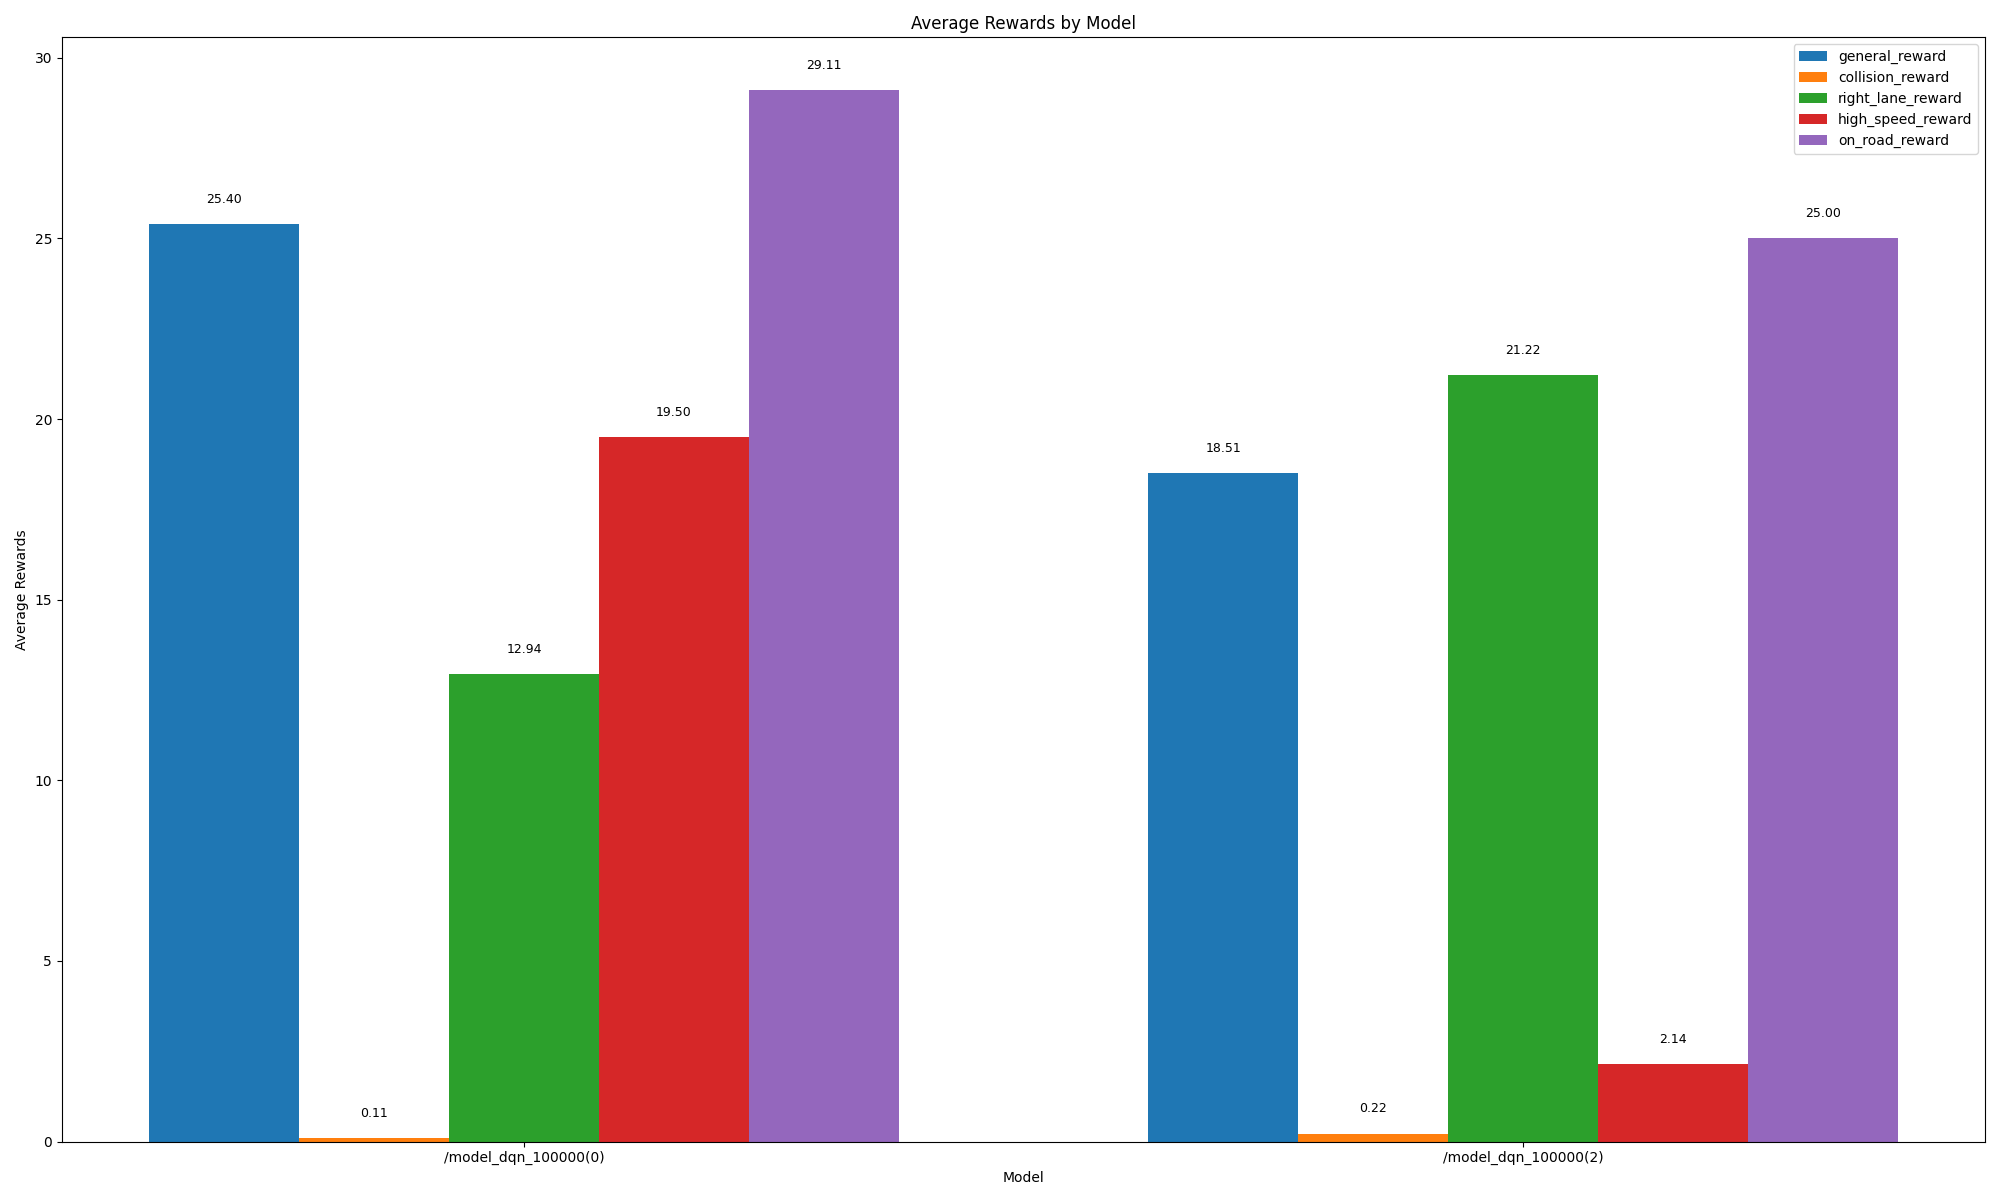 Average Rewards by Model
general_reward
collision_reward
right_lane_reward
high_speed_reward
on_road_reward
30
25
20
15
10
5
0
Average Rewards
25.40
0.11
12.94
19.50
29.11
18.51
0.22
21.22
2.14
25.00
/model_dqn_100000(0)
/model_dqn_100000(2)
Model